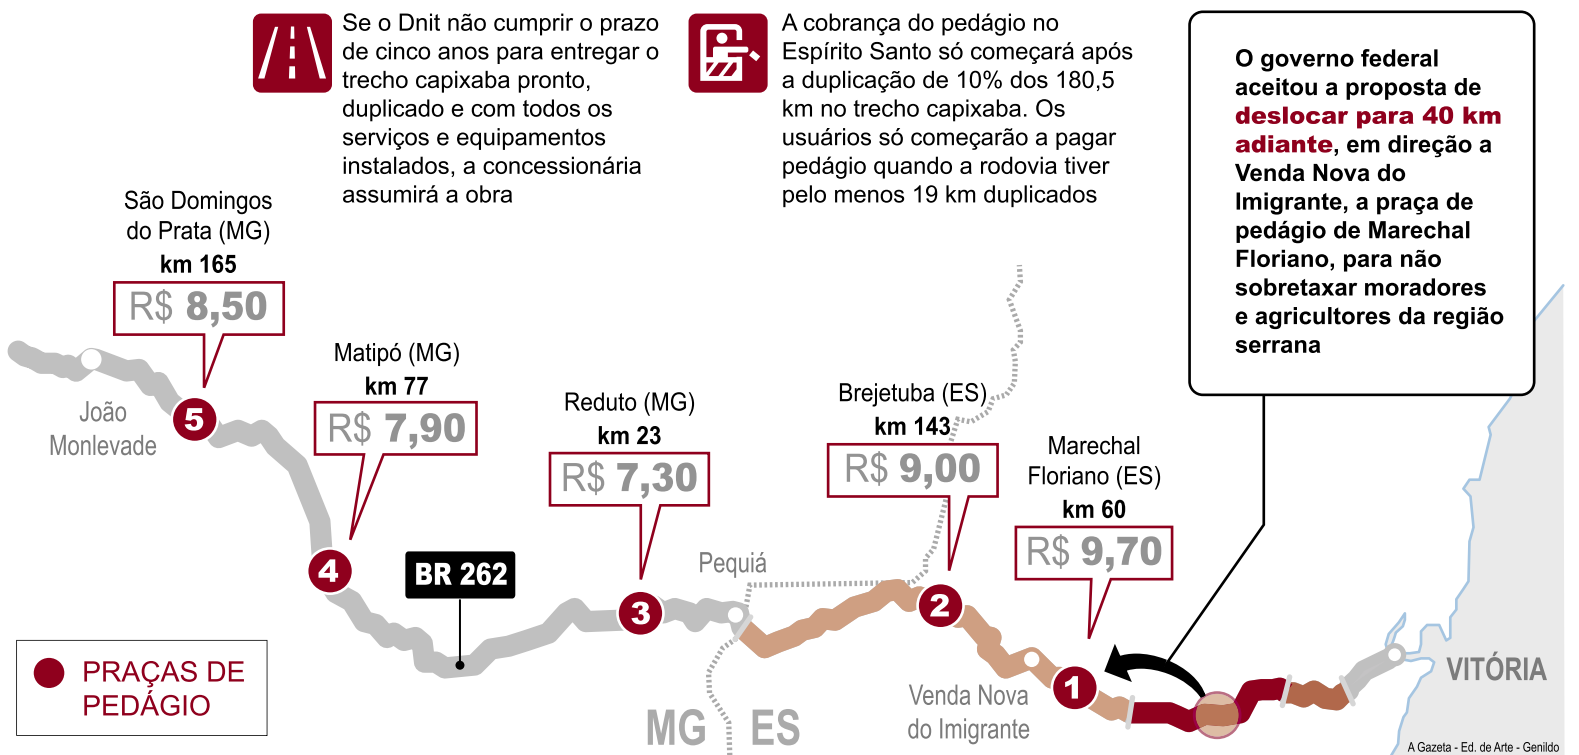 Se o Dnit não cumprir o prazo
de cinco anos para entregar o
trecho capixaba pronto,
duplicado e com todos os
serviços e equipamentos
instalados, a concessionária
assumirá a obra
A cobrança do pedágio no
Espírito Santo só começará após
a duplicação de 10% dos 180,5
km no trecho capixaba. Os
usuários só começarão a pagar
pedágio quando a rodovia tiver
pelo menos 19 km duplicados
O governo federal
aceitou a proposta de
deslocar para 40 km
adiante, em direção a
Venda Nova do
Imigrante, a praça de
pedágio de Marechal
Floriano, para não
sobretaxar moradores
e agricultores da região
serrana
São Domingos
do Prata (MG)
km 165
R$ 8,50
João
Monlevade
5
Matipó (MG)
km 77
R$ 7,90
4
BR 262
Reduto (MG)
km 23
R$ 7,30
3
Pequiá
Brejetuba (ES)
km 143
R$ 9,00
2
Marechal
Floriano (ES)
km 60
R$ 9,70
1
Venda Nova
do Imigrante
MG
ES
VITÓRIA
PRAÇAS DE
PEDÁGIO
A Gazeta - Ed. de Arte - Genildo